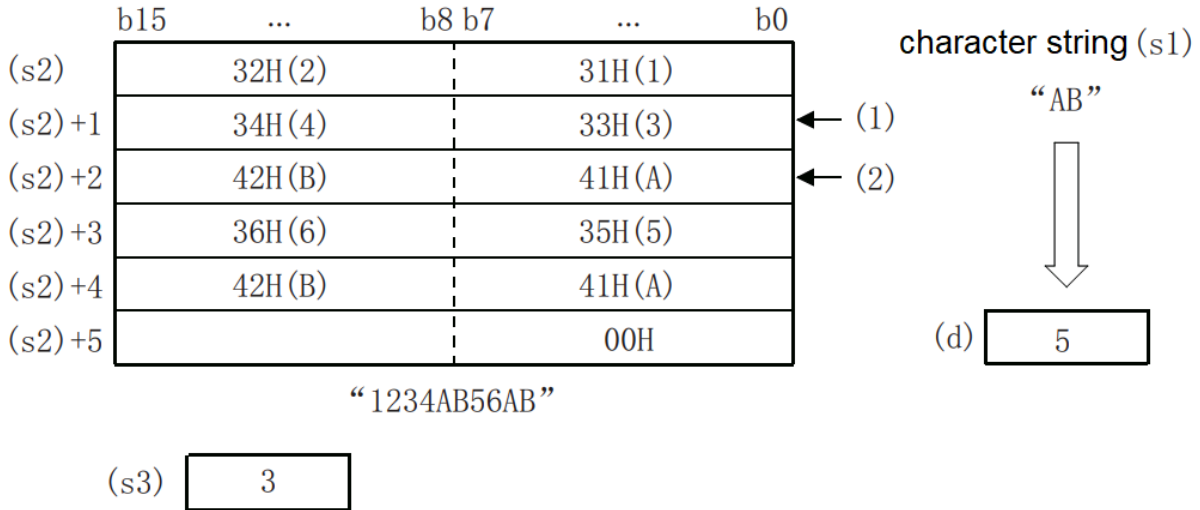 b15 ... b8 b7 ... b0
character string (s1)
(s2) 32H(2) 31H(1)
“AB”
(s2)+1 34H(4) 33H(3) (1)
(s2)+2 42H(B) 41H(A) (2)
(s2)+3 36H(6) 35H(5)
(s2)+4 42H(B) 41H(A)
(s2)+5 00H
(d) 5
“1234AB56AB”
(s3) 3